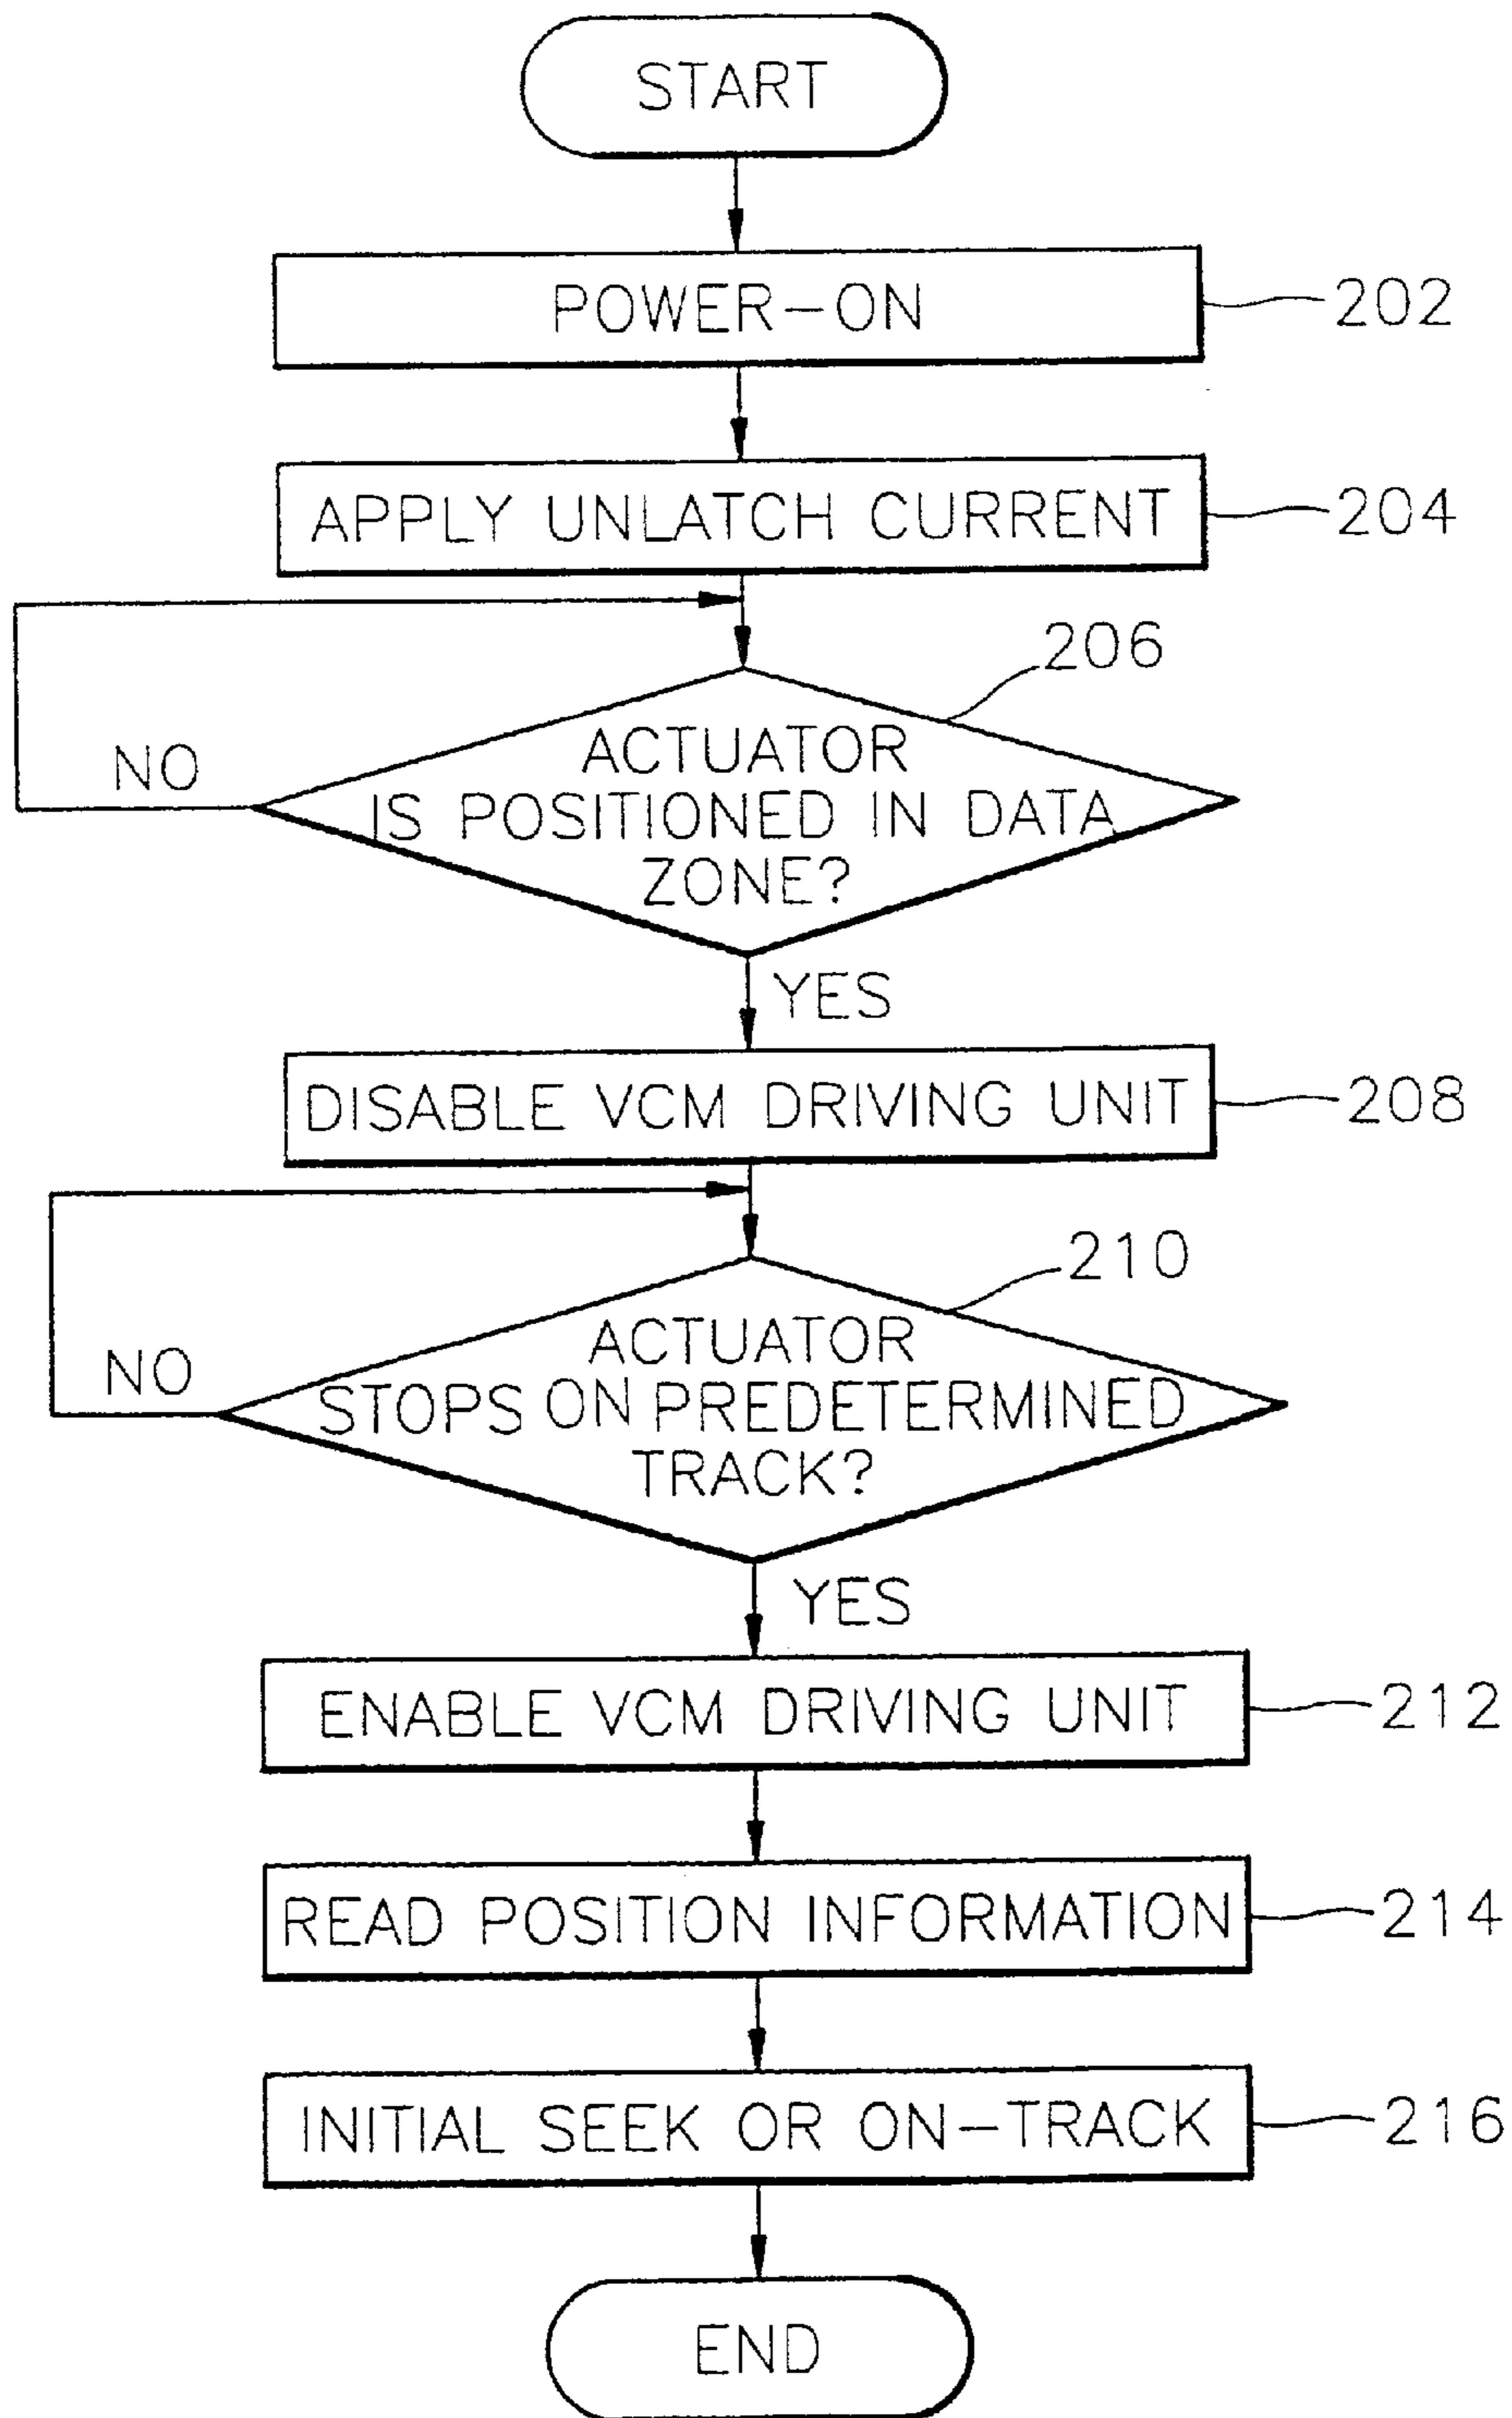 START
POWER-ON
202
APPLY UNLATCH CURRENT
204
206
ACTUATOR
IS POSITIONED IN DATA
ZONE?
NO
YES
DISABLE VCM DRIVING UNIT
208
210
ACTUATOR
STOPS ON PREDETERMINED
TRACK?
NO
YES
ENABLE VCM DRIVING UNIT
212
READ POSITION INFORMATION
214
INITIAL SEEK OR ON-TRACK
216
END